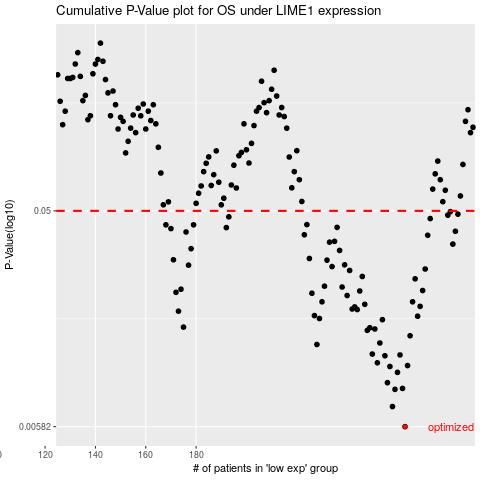 Cumulative P-Value plot for OS under LIME1 expression
P-Value(log10)
0.05
0.00582
optimized
0 120 140 160 180
# of patients in 'low exp' group